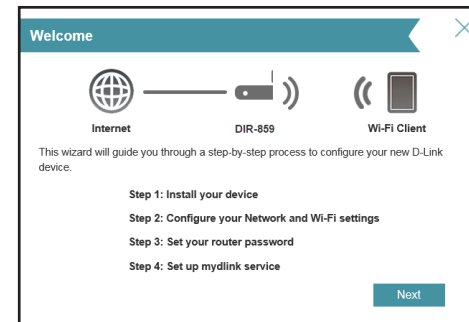 Welcome
Internet
DIR-859
Wi-Fi Client
This wizard will guide you through a step-by-step process to configure your new D-Link
device.
Step 1: Install your device
Step 2: Configure your Network and Wi-Fi settings
Step 3: Set your router password
Step 4: Set up mydlink service
Next